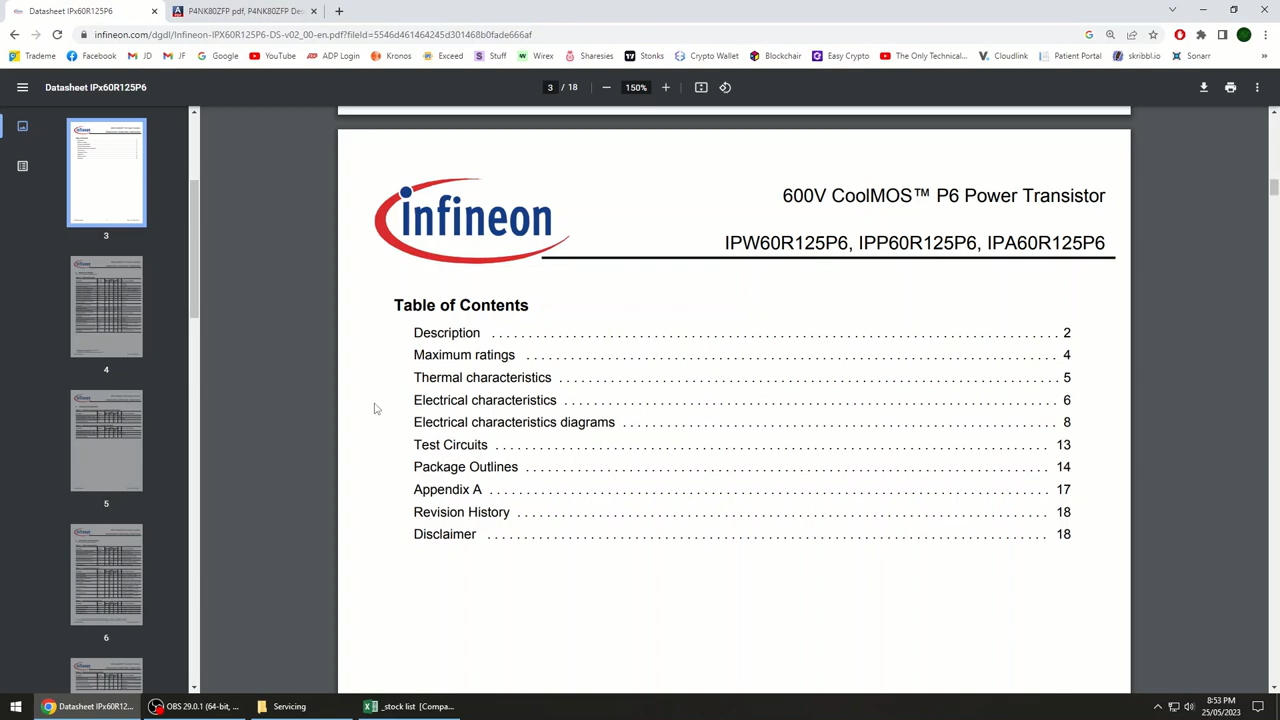 Datasheet IPx60R125P6
P4NK80ZFP pdf, P4NK80ZFP Des
infineon.com/dgdl/Infineon-IPX60R125P6-DS-v02_00-en.pdf?fileId=5546d461464245d301468b0fade666af
Trademe
Facebook
JD
JF
Google
YouTube
ADP Login
Kronos
Exceed
Stuff
Wirex
Sharesies
Stonks
Crypto Wallet
Blockchair
Easy Crypto
The Only Technical...
Cloudlink
Patient Portal
skribbl.io
Sonarr
Datasheet IPx60R125P6
3 / 18
150%
3
4
5
6
infineon
600V CoolMOS™ P6 Power Transistor
IPW60R125P6, IPP60R125P6, IPA60R125P6
Table of Contents
Description . . . . . . . . . . . . . . . . . . . . 2
Maximum ratings . . . . . . . . . . . . . . . . . . . . 4
Thermal characteristics . . . . . . . . . . . . . . . . . . . . 5
Electrical characteristics . . . . . . . . . . . . . . . . . . . . 6
Electrical characteristics diagrams . . . . . . . . . . . . . . . . . . . . 8
Test Circuits . . . . . . . . . . . . . . . . . . . . 13
Package Outlines . . . . . . . . . . . . . . . . . . . . 14
Appendix A . . . . . . . . . . . . . . . . . . . . 17
Revision History . . . . . . . . . . . . . . . . . . . . 18
Disclaimer . . . . . . . . . . . . . . . . . . . . 18
Datasheet IPx60R12...
OBS 29.0.1 (64-bit, ...
Servicing
_stock list [Compa...
8:53 PM
25/05/2023